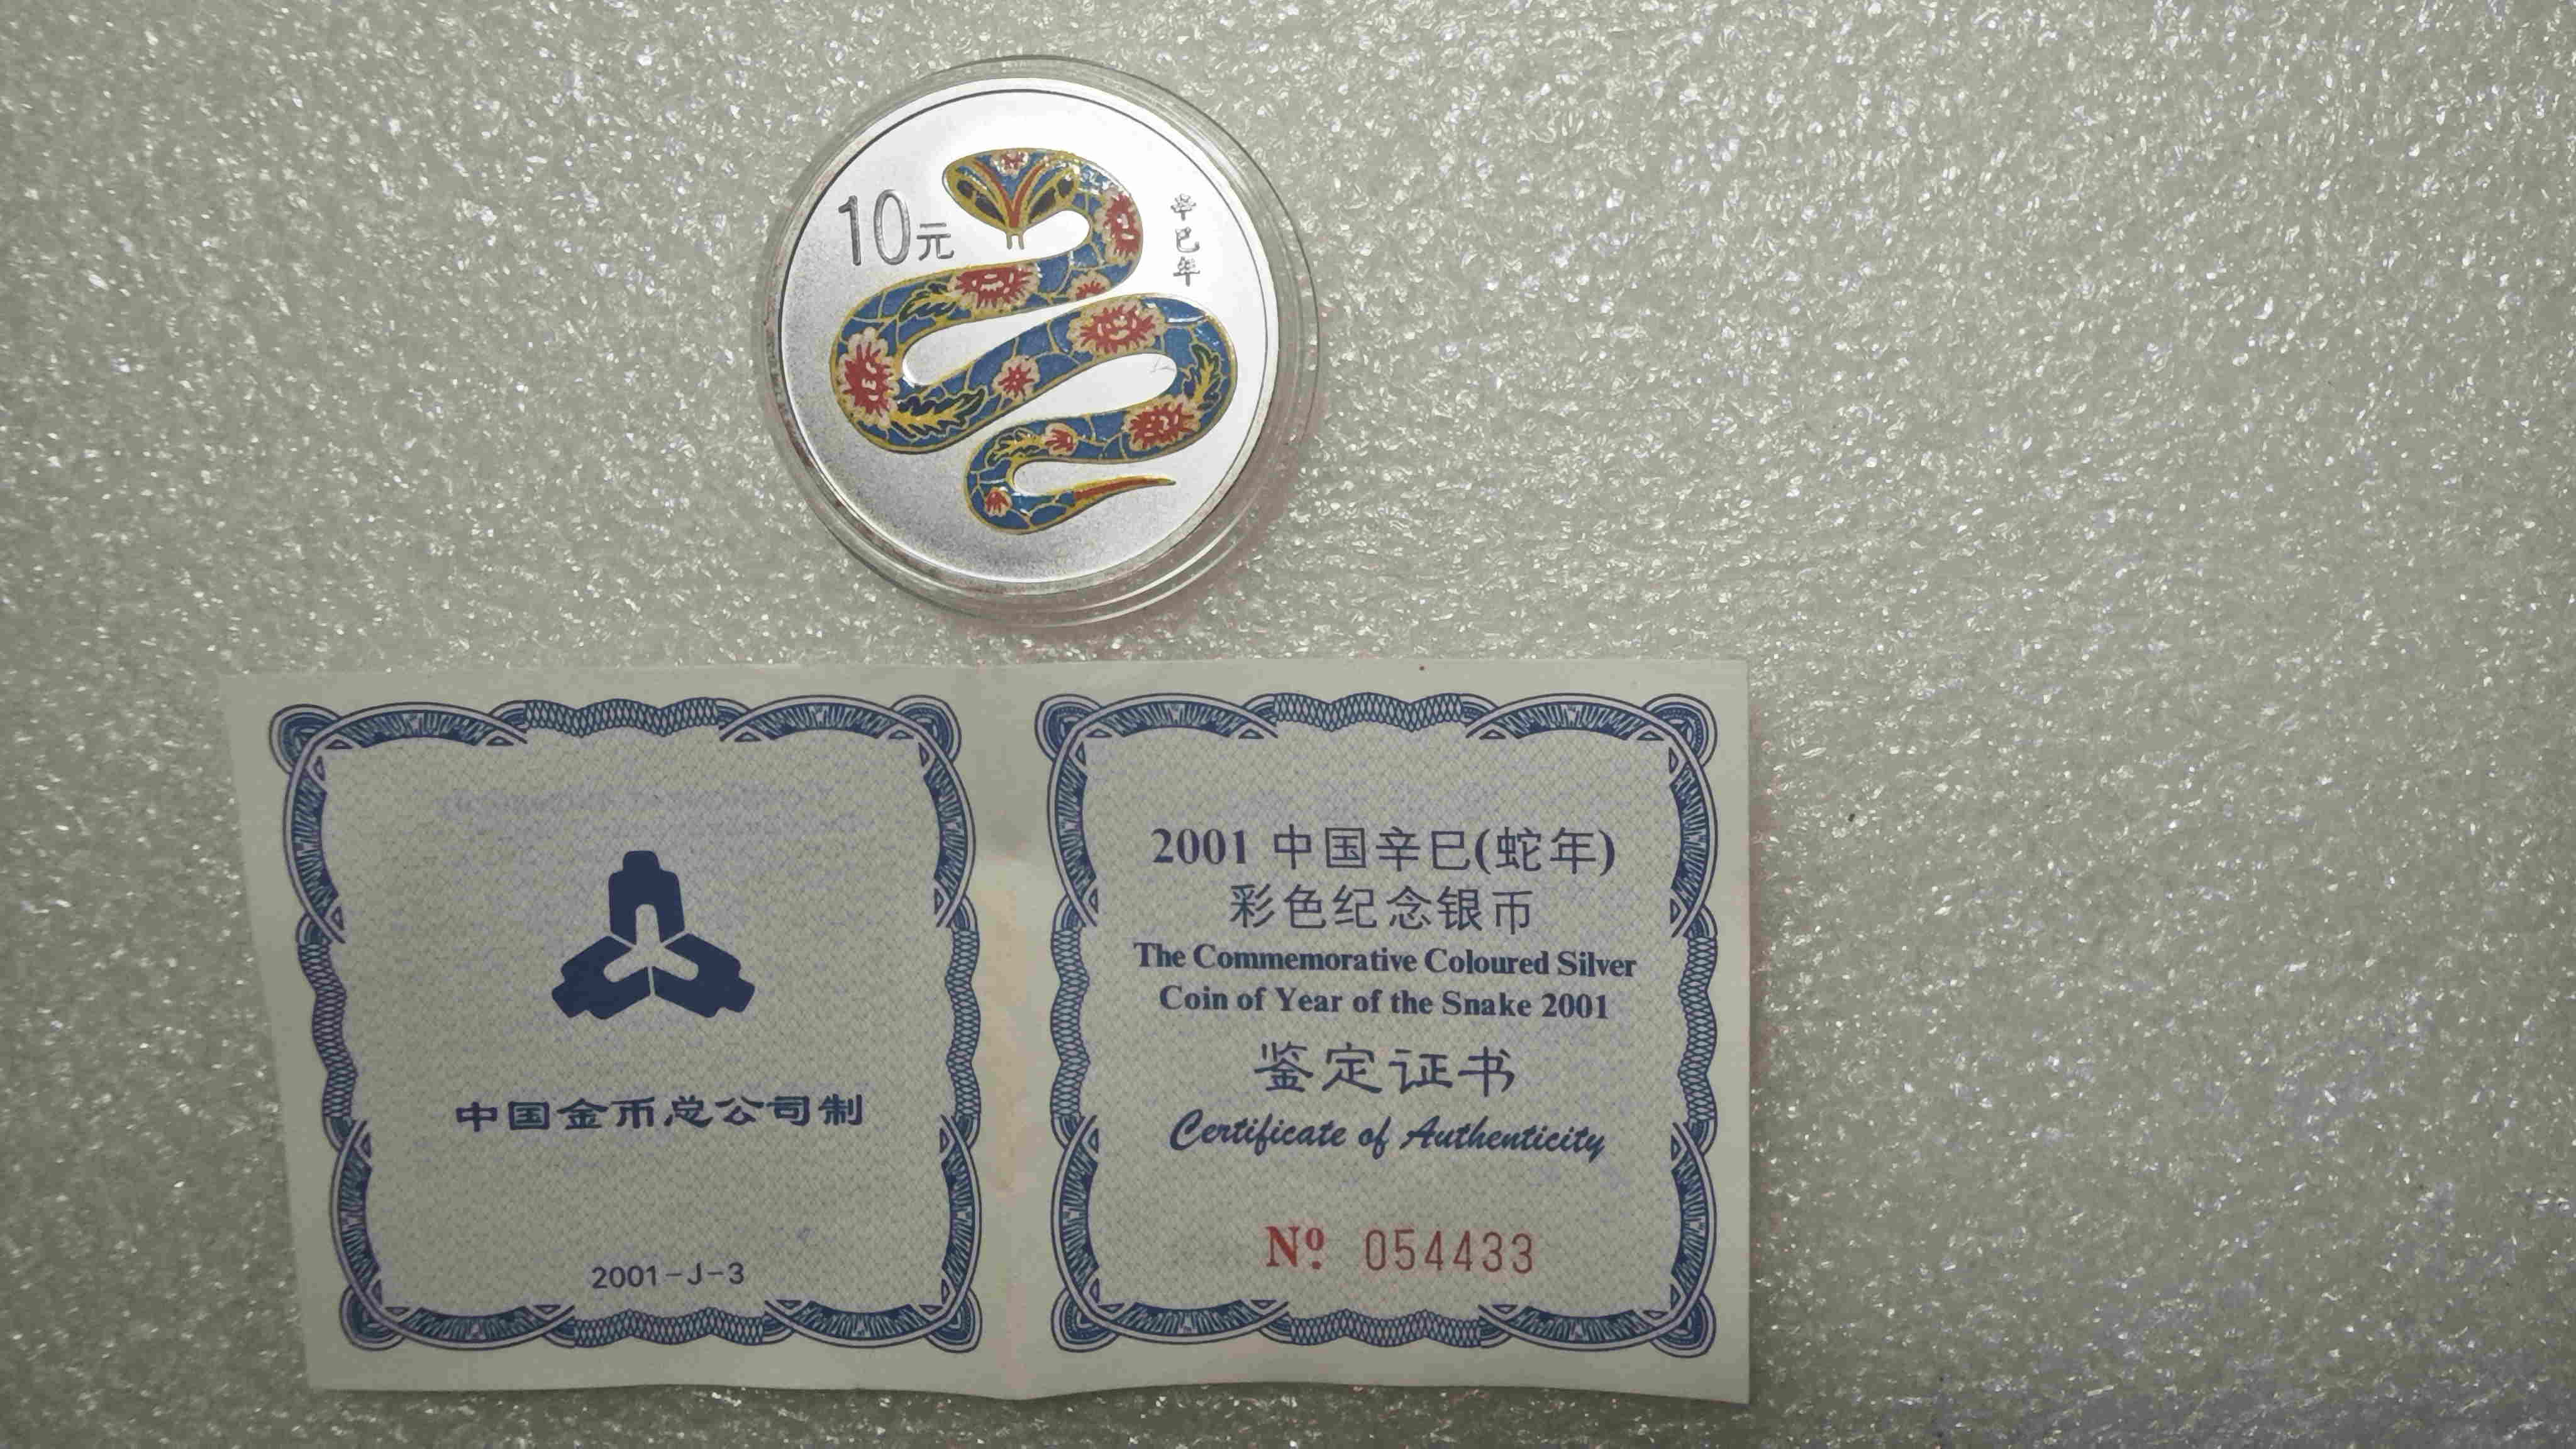 10元
辛巳年
中国金币总公司制
2001-J-3
2001 中国辛巳(蛇年)
彩色纪念银币
The Commemorative Coloured Silver
Coin of Year of the Snake 2001
鉴定证书
Certificate of Authenticity
Nº 054433